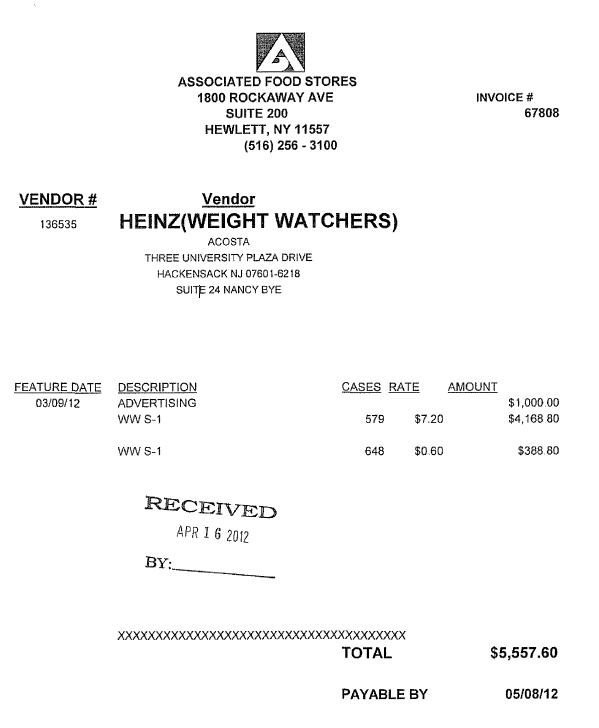 ASSOCIATED FOOD STORES
1800 ROCKAWAY AVE
SUITE 200
HEWLETT, NY 11557
(516) 256 - 3100
INVOICE #
67808
VENDOR # Vendor
136535 HEINZ(WEIGHT WATCHERS)
ACOSTA
THREE UNIVERSITY PLAZA DRIVE
HACKENSACK NJ 07601-6218
SUITE 24 NANCY BYE
FEATURE DATE DESCRIPTION CASES RATE AMOUNT
03/09/12 ADVERTISING $1,000.00
WW S-1 579 $7.20 $4,168.80
WW S-1 648 $0.60 $388.80
RECEIVED
APR 16 2012
BY:
XXXXXXXXXXXXXXXXXXXXXXXXXXXXXXXXXXXXXX
TOTAL $5,557.60
PAYABLE BY 05/08/12